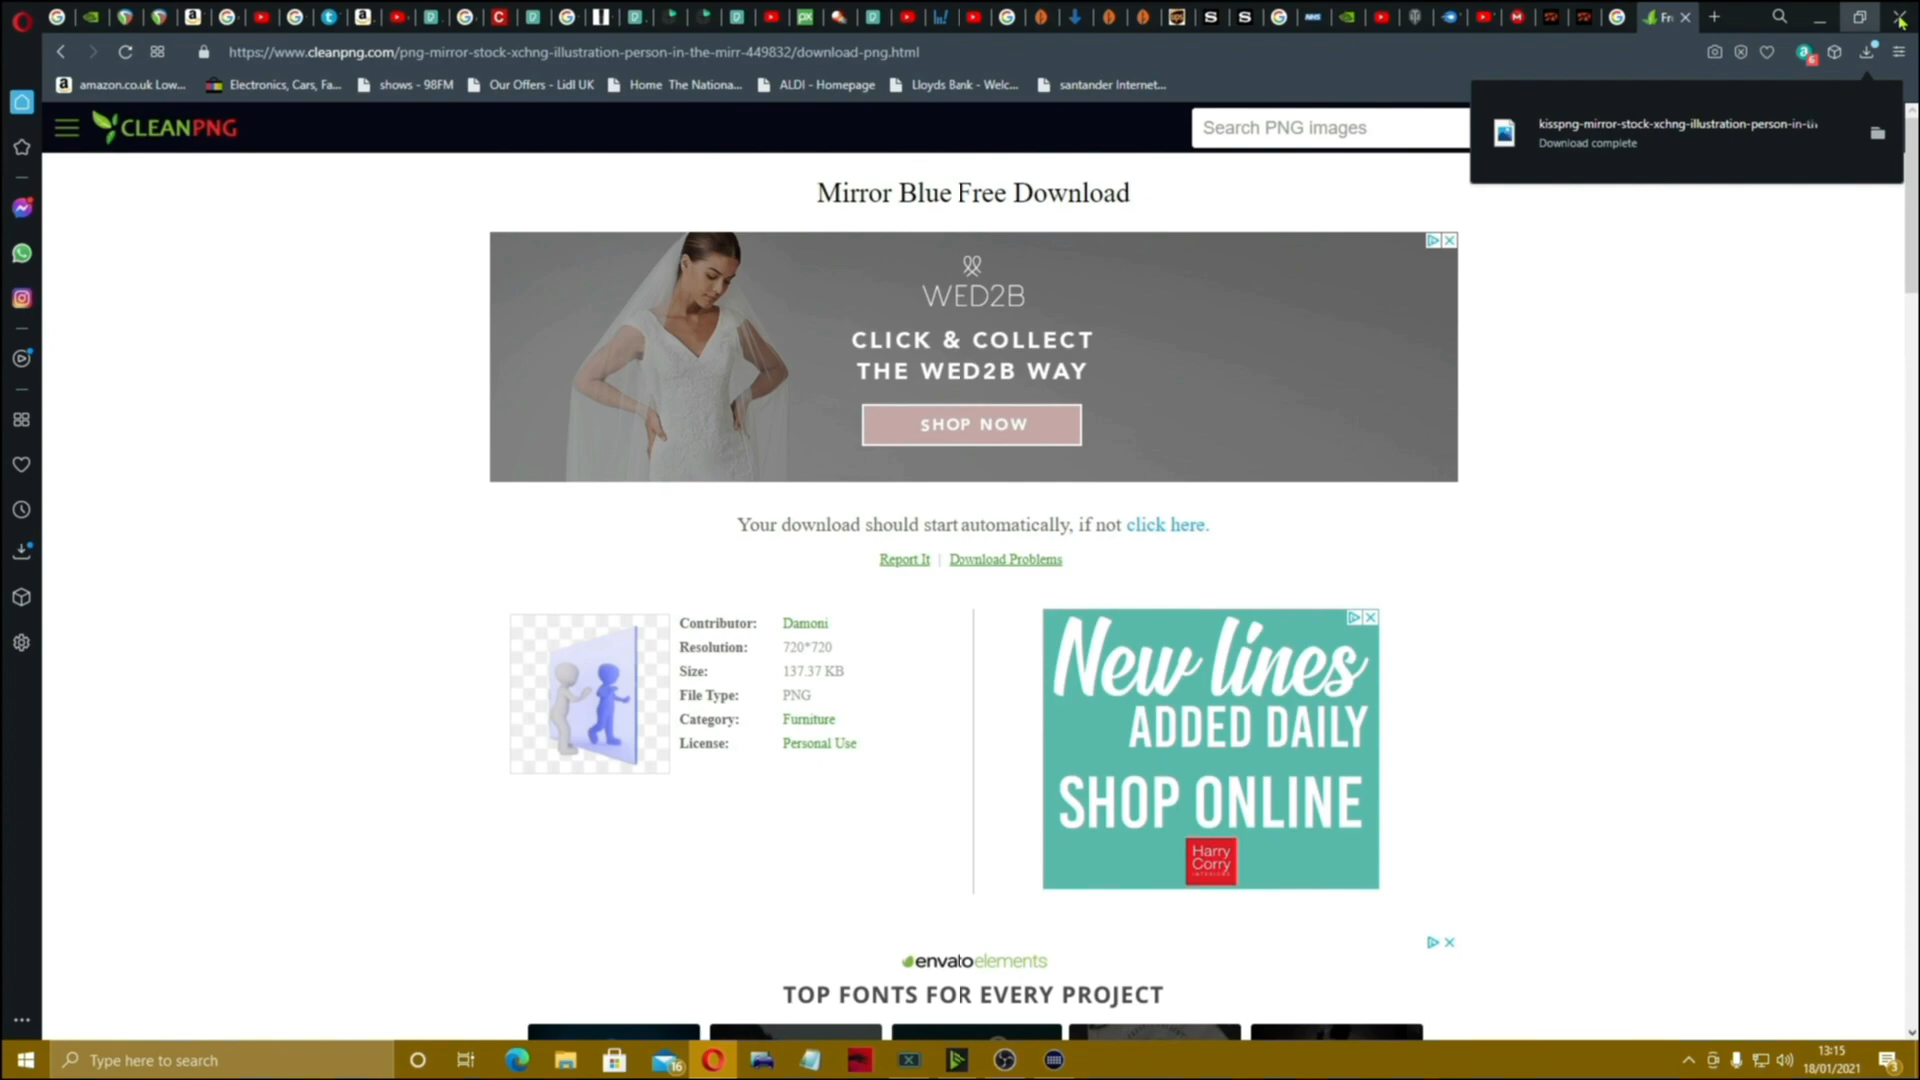 Fr
https://www.cleanpng.com/png-mirror-stock-xchng-illustration-person-in-the-mirr-449832/download-png.html
6
amazon.co.uk Low...
Electronics, Cars, Fa...
shows - 98FM
Our Offers - Lidl UK
Home The Nationa...
ALDI - Homepage
Lloyds Bank - Welc...
santander Internet...
CLEANPNG
Search PNG images
kisspng-mirror-stock-xchng-illustration-person-in-th
Download complete
Mirror Blue Free Download
WED2B
CLICK & COLLECT
THE WED2B WAY
SHOP NOW
Your download should start automatically, if not click here.
Report It | Download Problems
Contributor: Damoni
Resolution: 720*720
Size: 137.37 KB
File Type: PNG
Category: Furniture
License: Personal Use
New lines
ADDED DAILY
SHOP ONLINE
Harry
Corry
INTERIORS
envatoelements
TOP FONTS FOR EVERY PROJECT
Type here to search
16
13:15
18/01/2021
3